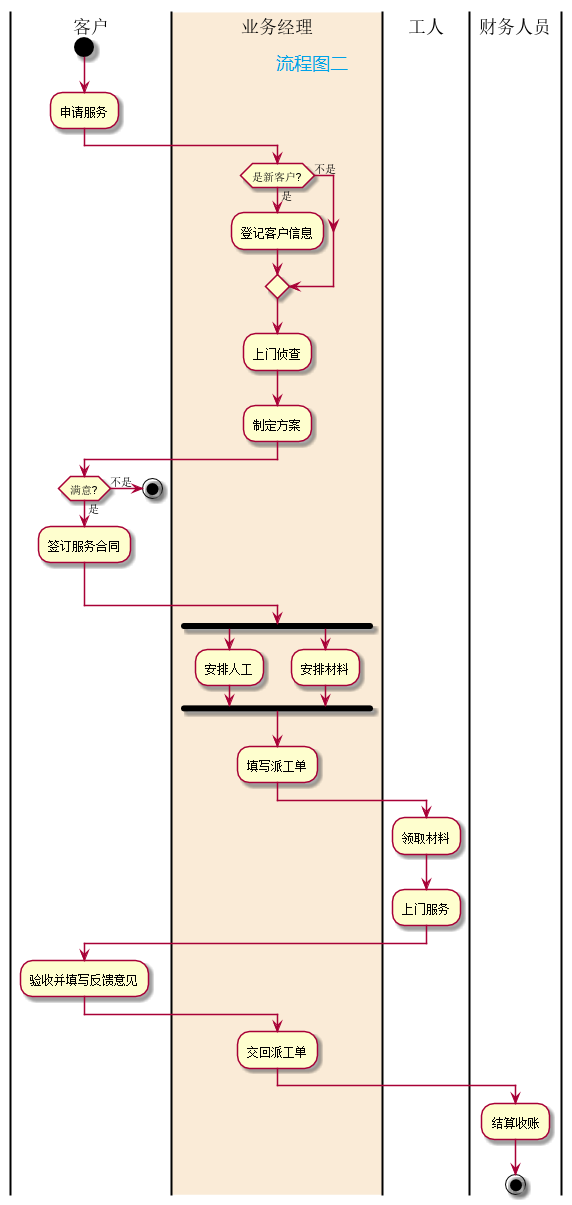 客户
业务经理
工人
财务人员
流程图二
申请服务
是新客户?
不是
是
登记客户信息
上门侦查
制定方案
满意?
不是
是
签订服务合同
安排人工
安排材料
填写派工单
领取材料
上门服务
验收并填写反馈意见
交回派工单
结算收账